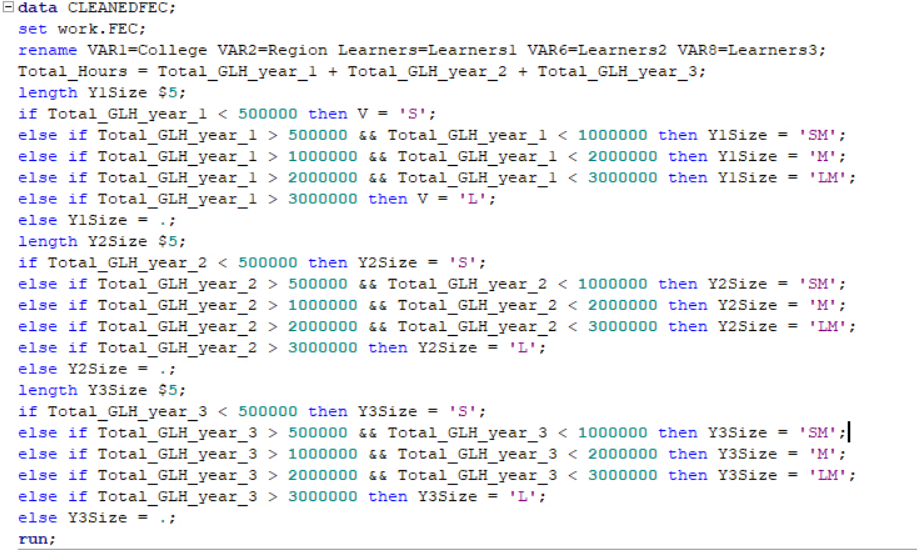 data CLEANEDFEC;
set work.FEC;
rename VAR1=College VAR2=Region Learners=Learners1 VAR6=Learners2 VAR8=Learners3;
Total_Hours = Total_GLH_year_1 + Total_GLH_year_2 + Total_GLH_year_3;
length Y1Size $5;
if Total_GLH_year_1 < 500000 then V = 'S';
else if Total_GLH_year_1 > 500000 && Total_GLH_year_1 < 1000000 then Y1Size = 'SM';
else if Total_GLH_year_1 > 1000000 && Total_GLH_year_1 < 2000000 then Y1Size = 'M';
else if Total_GLH_year_1 > 2000000 && Total_GLH_year_1 < 3000000 then Y1Size = 'LM';
else if Total_GLH_year_1 > 3000000 then V = 'L';
else Y1Size = .;
length Y2Size $5;
if Total_GLH_year_2 < 500000 then Y2Size = 'S';
else if Total_GLH_year_2 > 500000 && Total_GLH_year_2 < 1000000 then Y2Size = 'SM';
else if Total_GLH_year_2 > 1000000 && Total_GLH_year_2 < 2000000 then Y2Size = 'M';
else if Total_GLH_year_2 > 2000000 && Total_GLH_year_2 < 3000000 then Y2Size = 'LM';
else if Total_GLH_year_2 > 3000000 then Y2Size = 'L';
else Y2Size = .;
length Y3Size $5;
if Total_GLH_year_3 < 500000 then Y3Size = 'S';
else if Total_GLH_year_3 > 500000 && Total_GLH_year_3 < 1000000 then Y3Size = 'SM';
else if Total_GLH_year_3 > 1000000 && Total_GLH_year_3 < 2000000 then Y3Size = 'M';
else if Total_GLH_year_3 > 2000000 && Total_GLH_year_3 < 3000000 then Y3Size = 'LM';
else if Total_GLH_year_3 > 3000000 then Y3Size = 'L';
else Y3Size = .;
run;